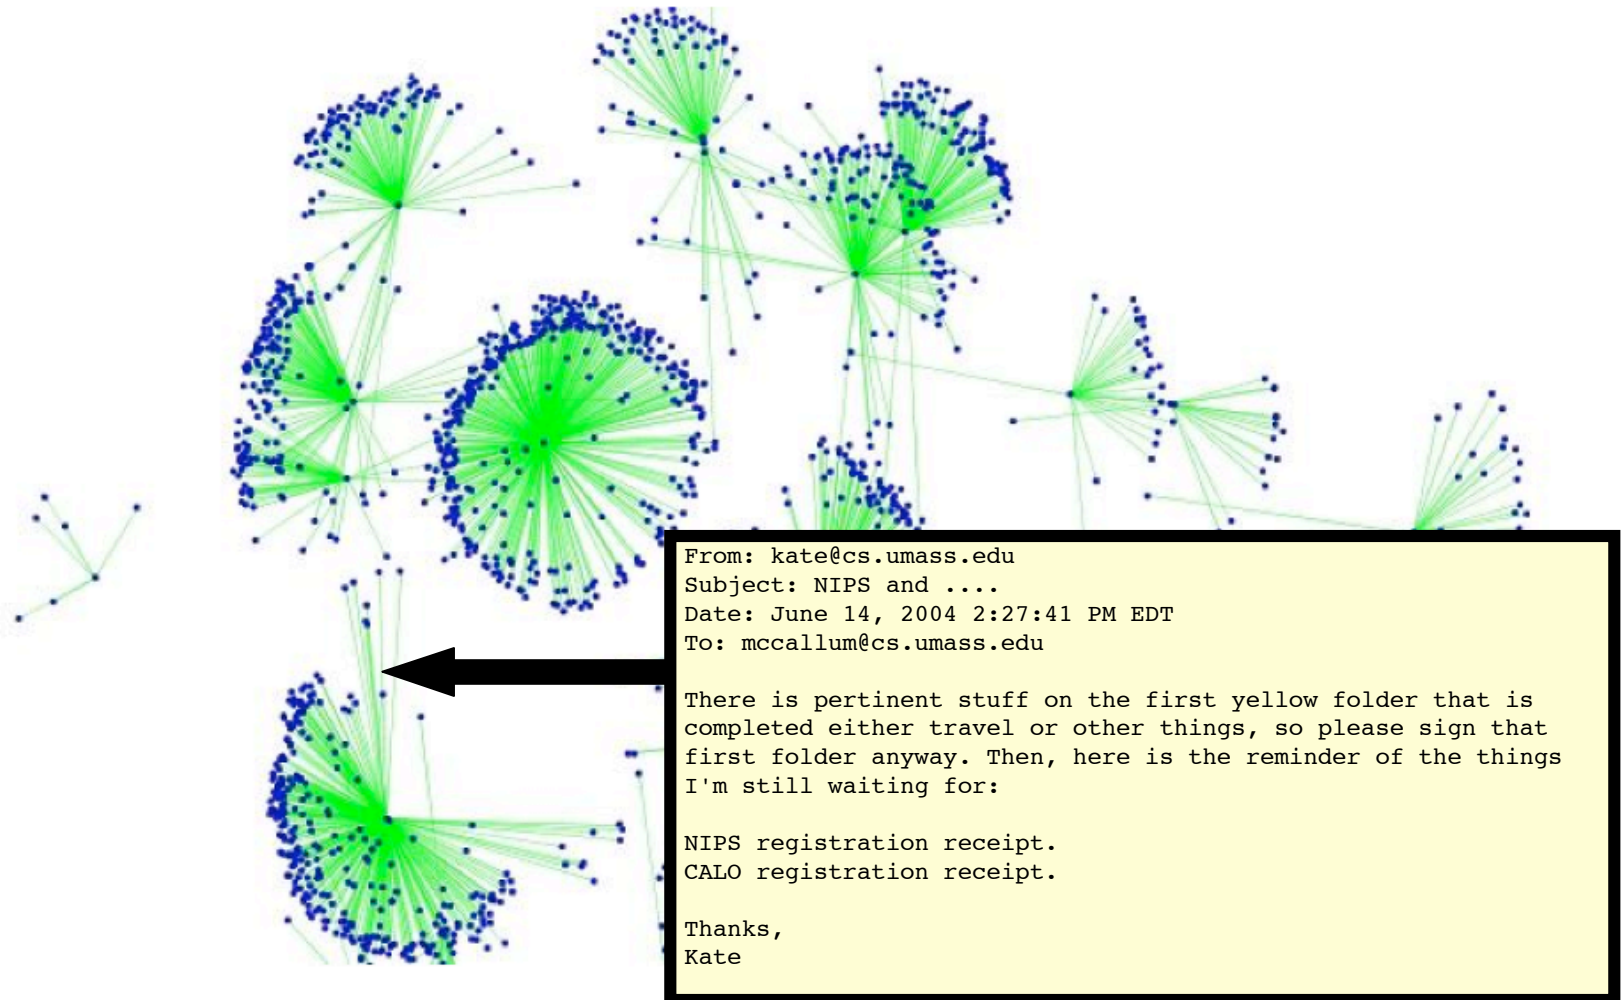 From: kate@cs.umass.edu
Subject: NIPS and ....
Date: June 14, 2004 2:27:41 PM EDT
To: mccallum@cs.umass.edu
There is pertinent stuff on the first yellow folder that is
completed either travel or other things, so please sign that
first folder anyway. Then, here is the reminder of the things
I'm still waiting for:
NIPS registration receipt.
CALO registration receipt.
Thanks,
Kate